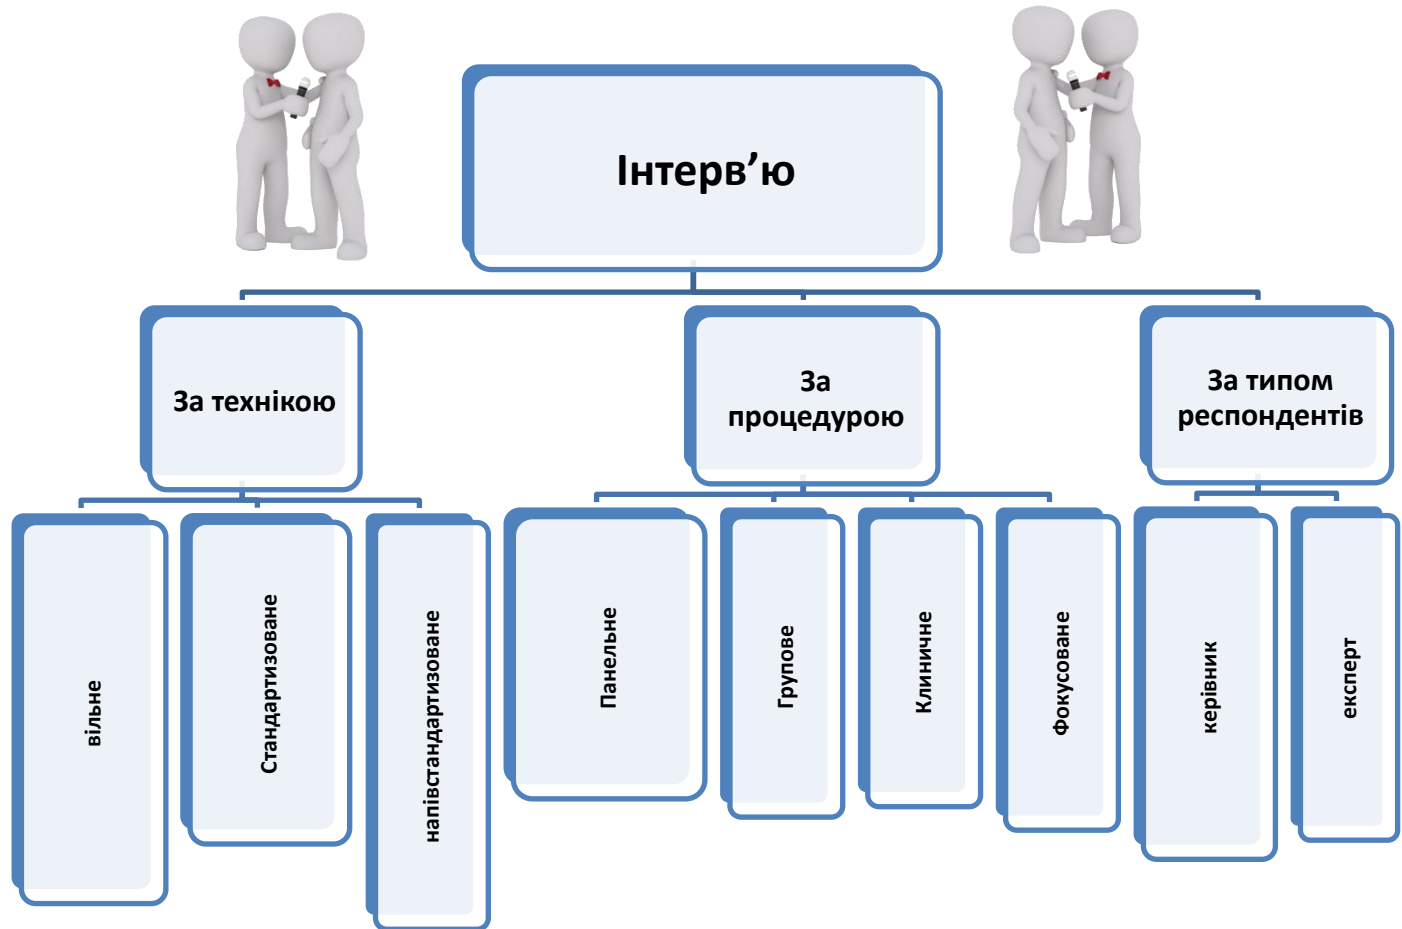 Інтерв’ю
За технікою
За
процедурою
За типом
респондентів
вільне
Стандартизоване
напівстандартизоване
Панельне
Групове
Клиничне
Фокусоване
керівник
експерт